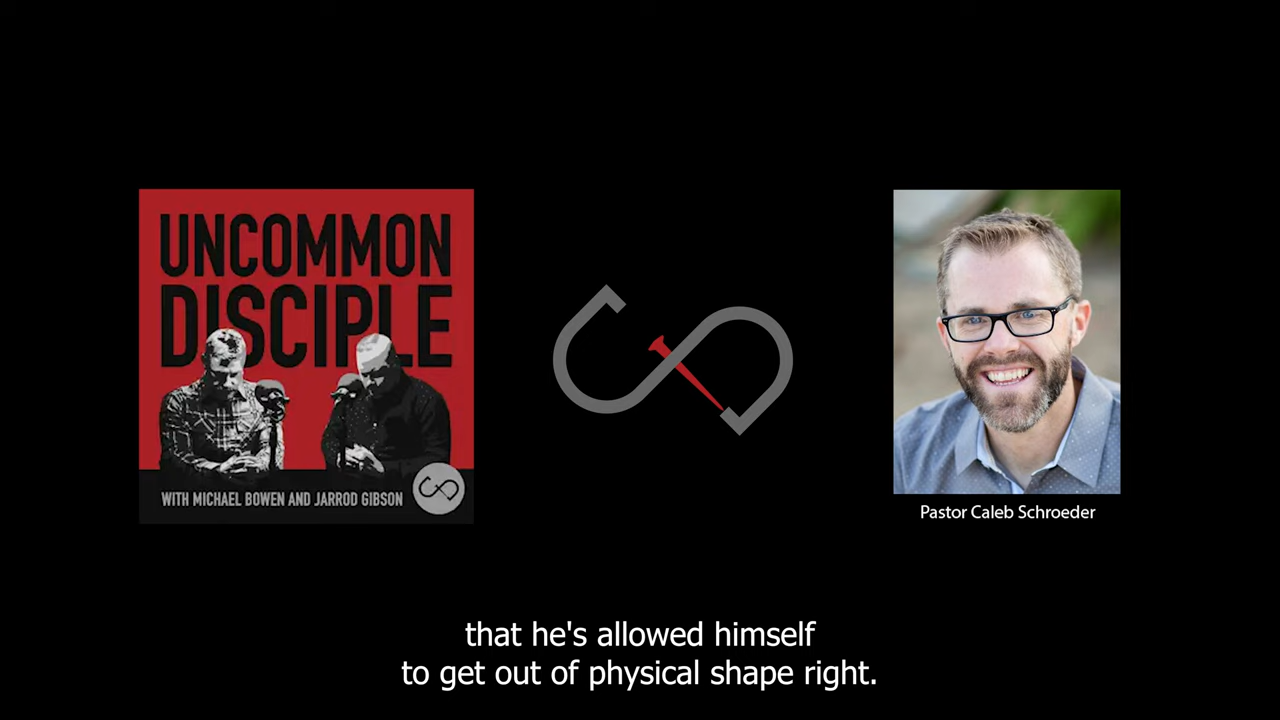 UNCOMMON
DISCIPLE
WITH MICHAEL BOWEN AND JARROD GIBSON
Pastor Caleb Schroeder
that he's allowed himself
to get out of physical shape right.